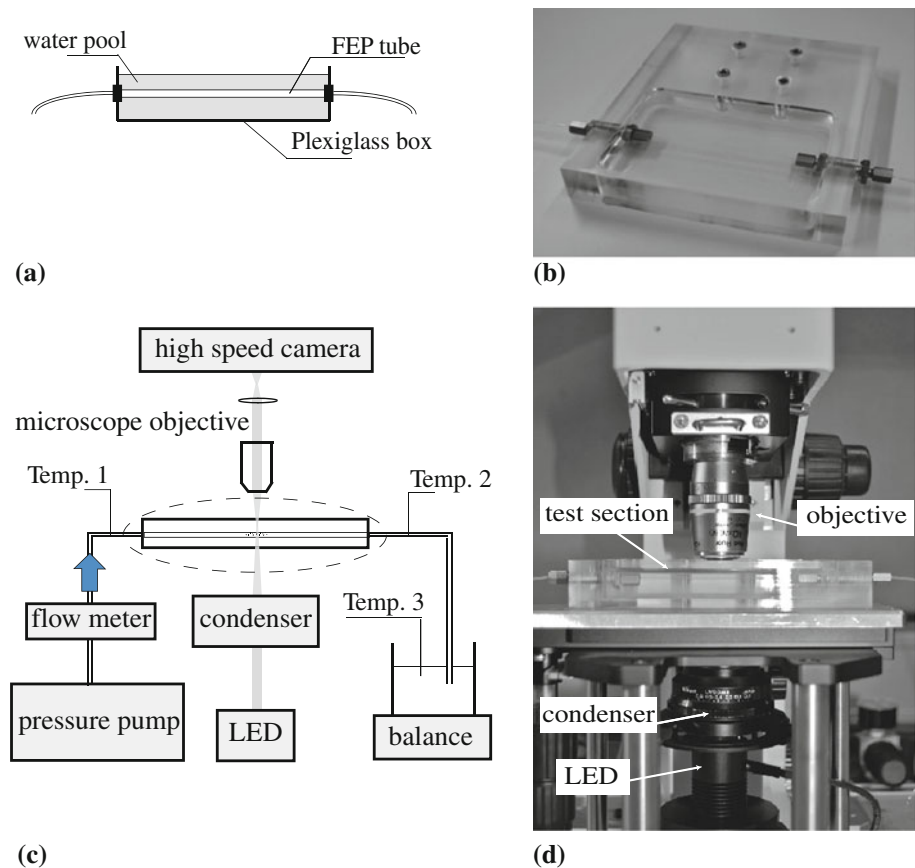 water pool
FEP tube
Plexiglass box
(a)
(b)
high speed camera
microscope objective
Temp. 1
Temp. 2
Temp. 3
flow meter
condenser
pressure pump
LED
balance
(c)
test section
objective
condenser
LED
(d)